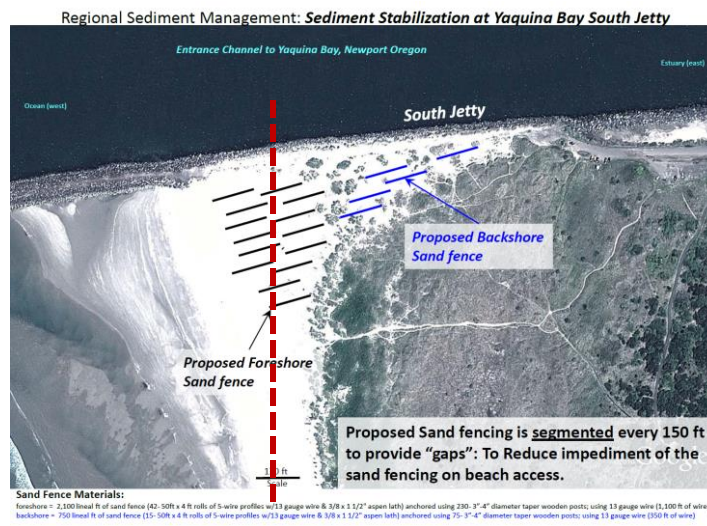 Regional Sediment Management: Sediment Stabilization at Yaquina Bay South Jetty
Entrance Channel to Yaquina Bay, Newport Oregon
Estuary (east)
Ocean (west)
South Jetty
Proposed Backshore
Sand fence
Proposed Foreshore
Sand fence
Proposed Sand fencing is segmented every 150 ft
to provide “gaps”: To Reduce impediment of the
sand fencing on beach access.
ft
Scale
Sand Fence Materials:
foreshore = 2,100 lineal ft of sand fence (42- 50ft x 4 ft rolls of 5-wire profiles w/13 gauge wire & 3/8 x 1 1/2" aspen lath) anchored using 230- 3"-4" diameter taper wooden posts; using 13 gauge wire (1,100 ft of wire
backshore = 750 lineal ft of sand fence (15- 50ft x 4 ft rolls of 5-wire profiles w/13 gauge wire & 3/8 x 1 1/2" aspen lath) anchored using 75- 3"-4" diameter taper wooden posts; using 13 gauge wire (350 ft of wire)